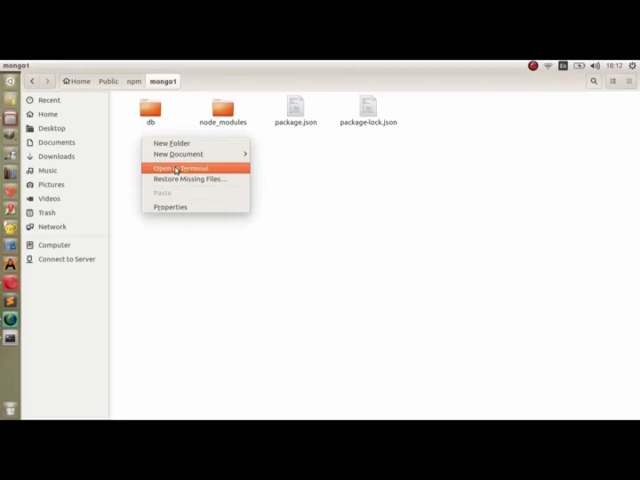 mongo1
En
18:12
Home Public npm mongo1
Recent
Home
Desktop
Documents
Downloads
Music
Pictures
Videos
Trash
Network
Computer
Connect to Server
db node_modules package.json package-lock.json
New Folder
New Document
Open in Terminal
Restore Missing Files...
Paste
Properties